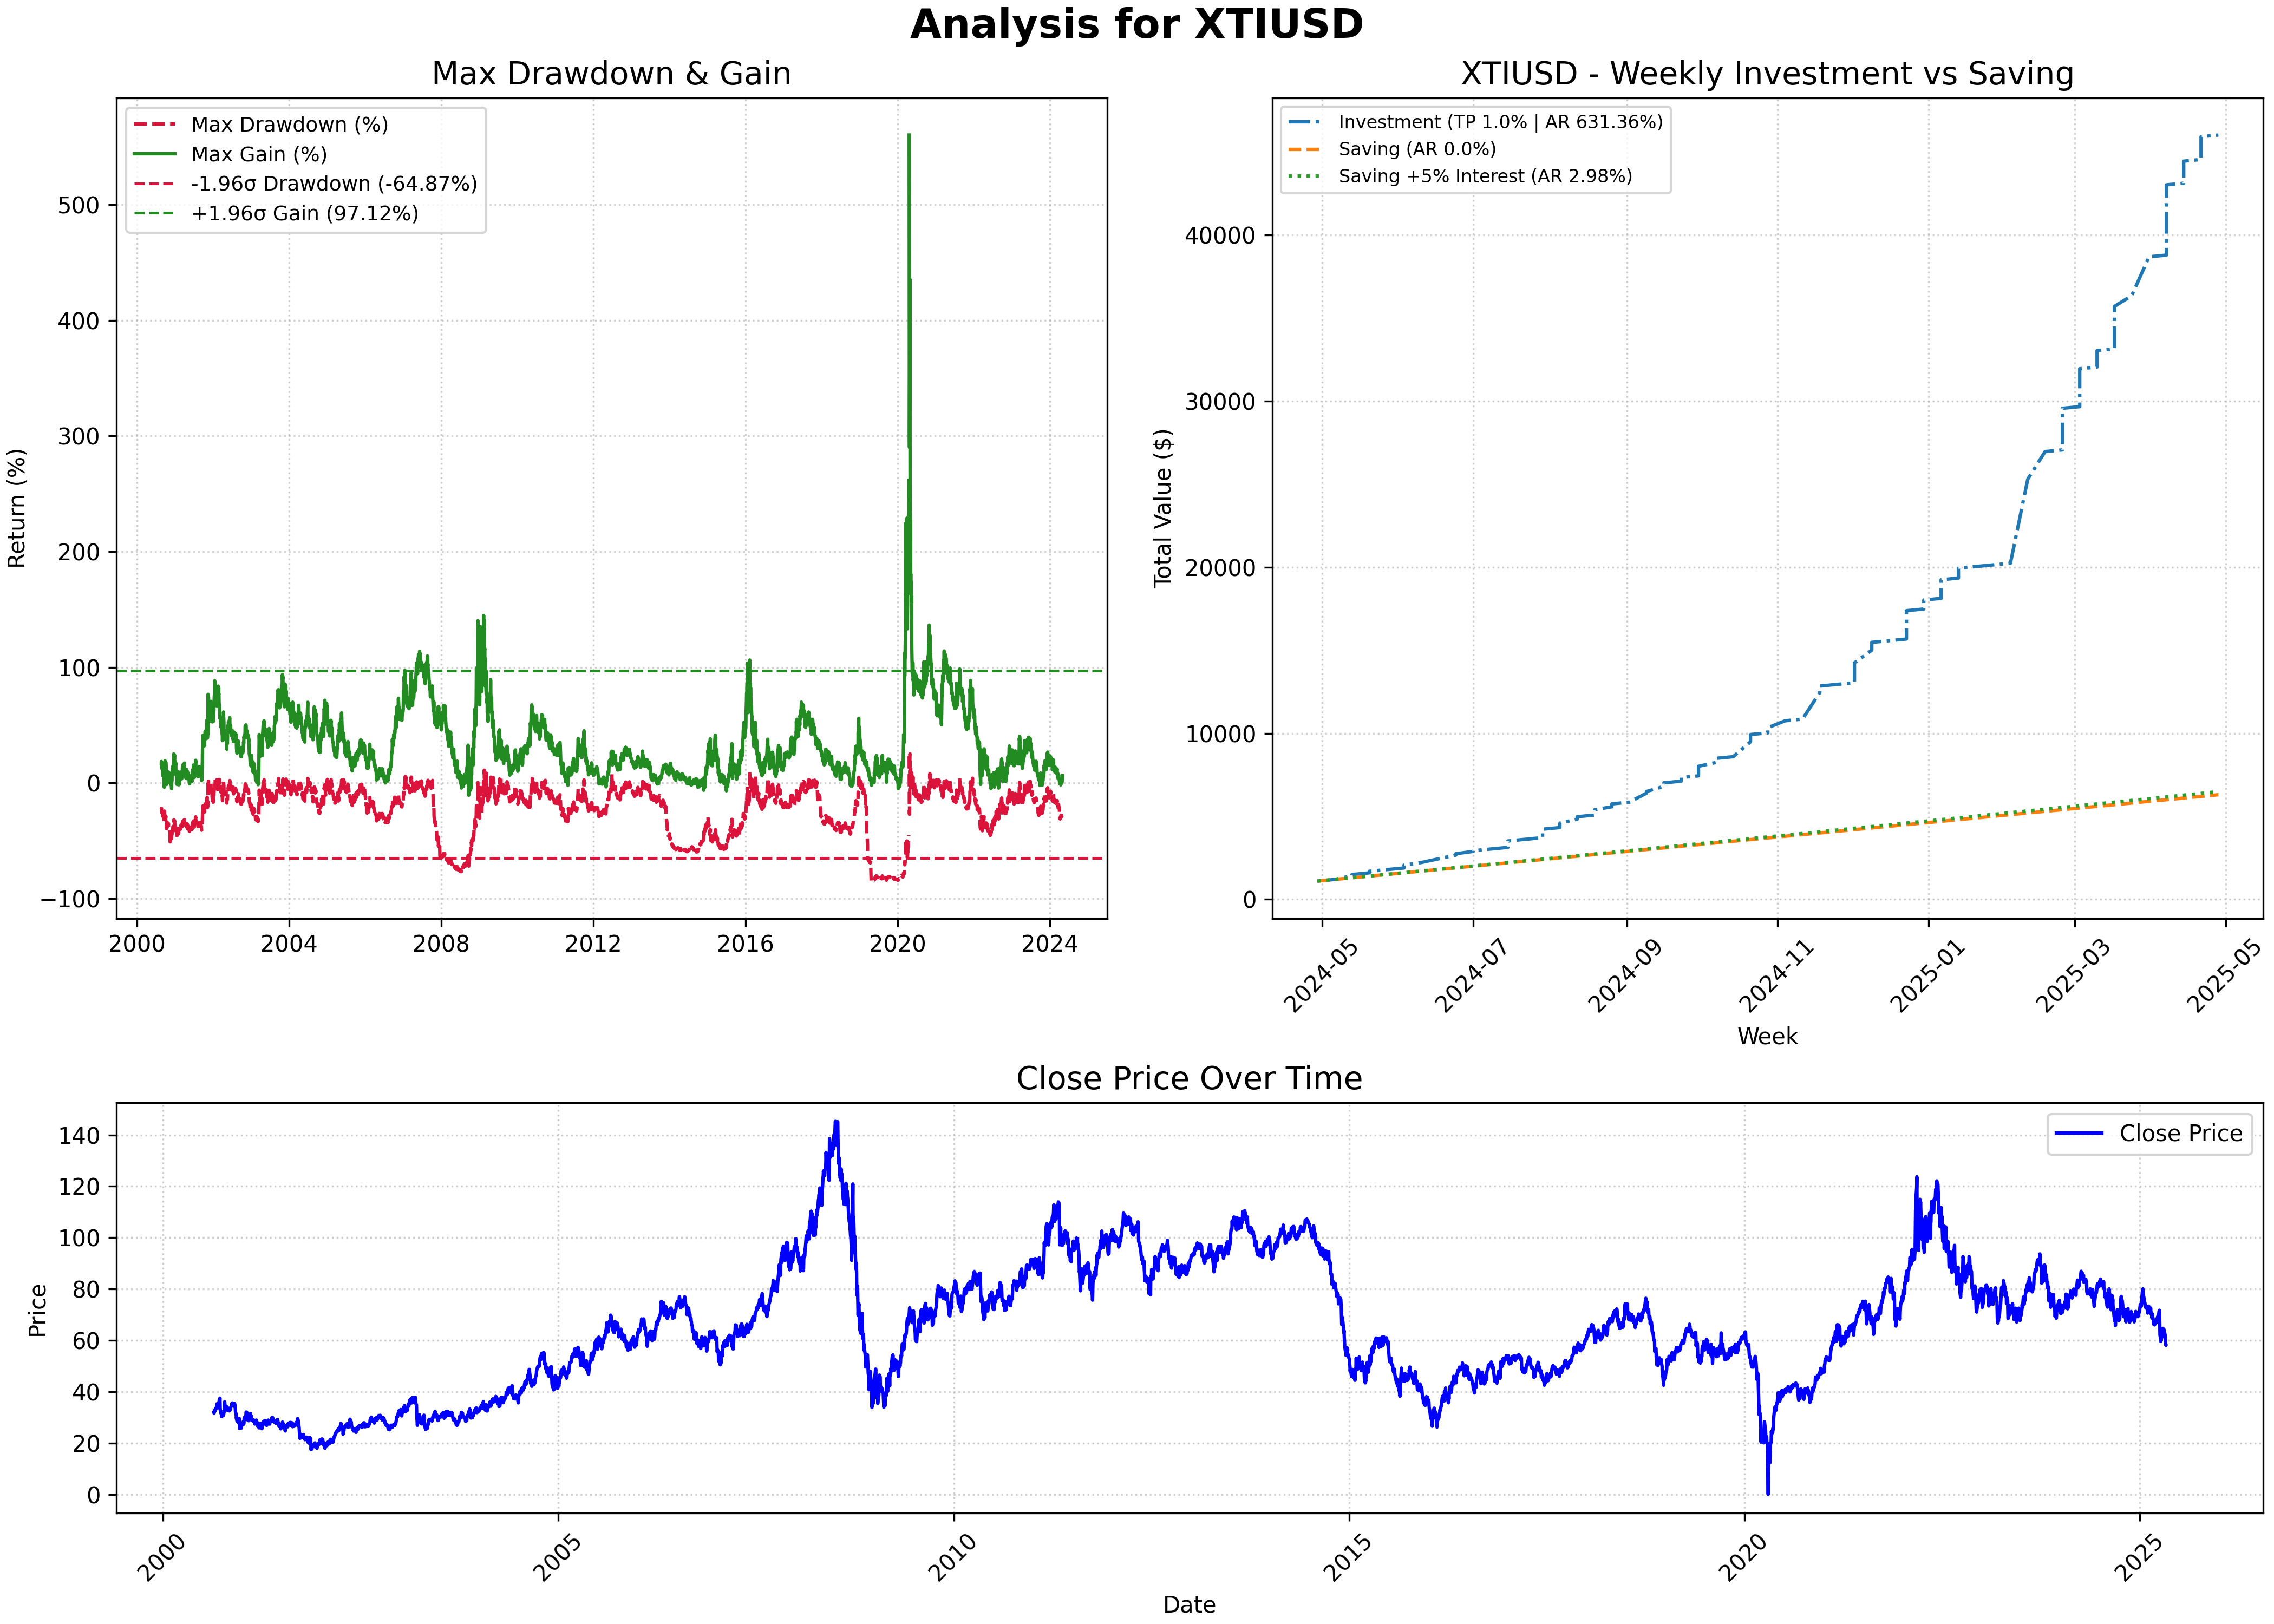 Analysis for XTIUSD
Max Drawdown & Gain
Max Drawdown (%)
Max Gain (%)
-1.96σ Drawdown (-64.87%)
+1.96σ Gain (97.12%)
Return (%)
500
400
300
200
100
0
−100
2000 2004 2008 2012 2016 2020 2024
XTIUSD - Weekly Investment vs Saving
Investment (TP 1.0% | AR 631.36%)
Saving (AR 0.0%)
Saving +5% Interest (AR 2.98%)
Total Value ($)
40000
30000
20000
10000
0
2024-05 2024-07 2024-09 2024-11 2025-01 2025-03 2025-05
Week
Close Price Over Time
Close Price
Price
140
120
100
80
60
40
20
0
2000 2005 2010 2015 2020 2025
Date